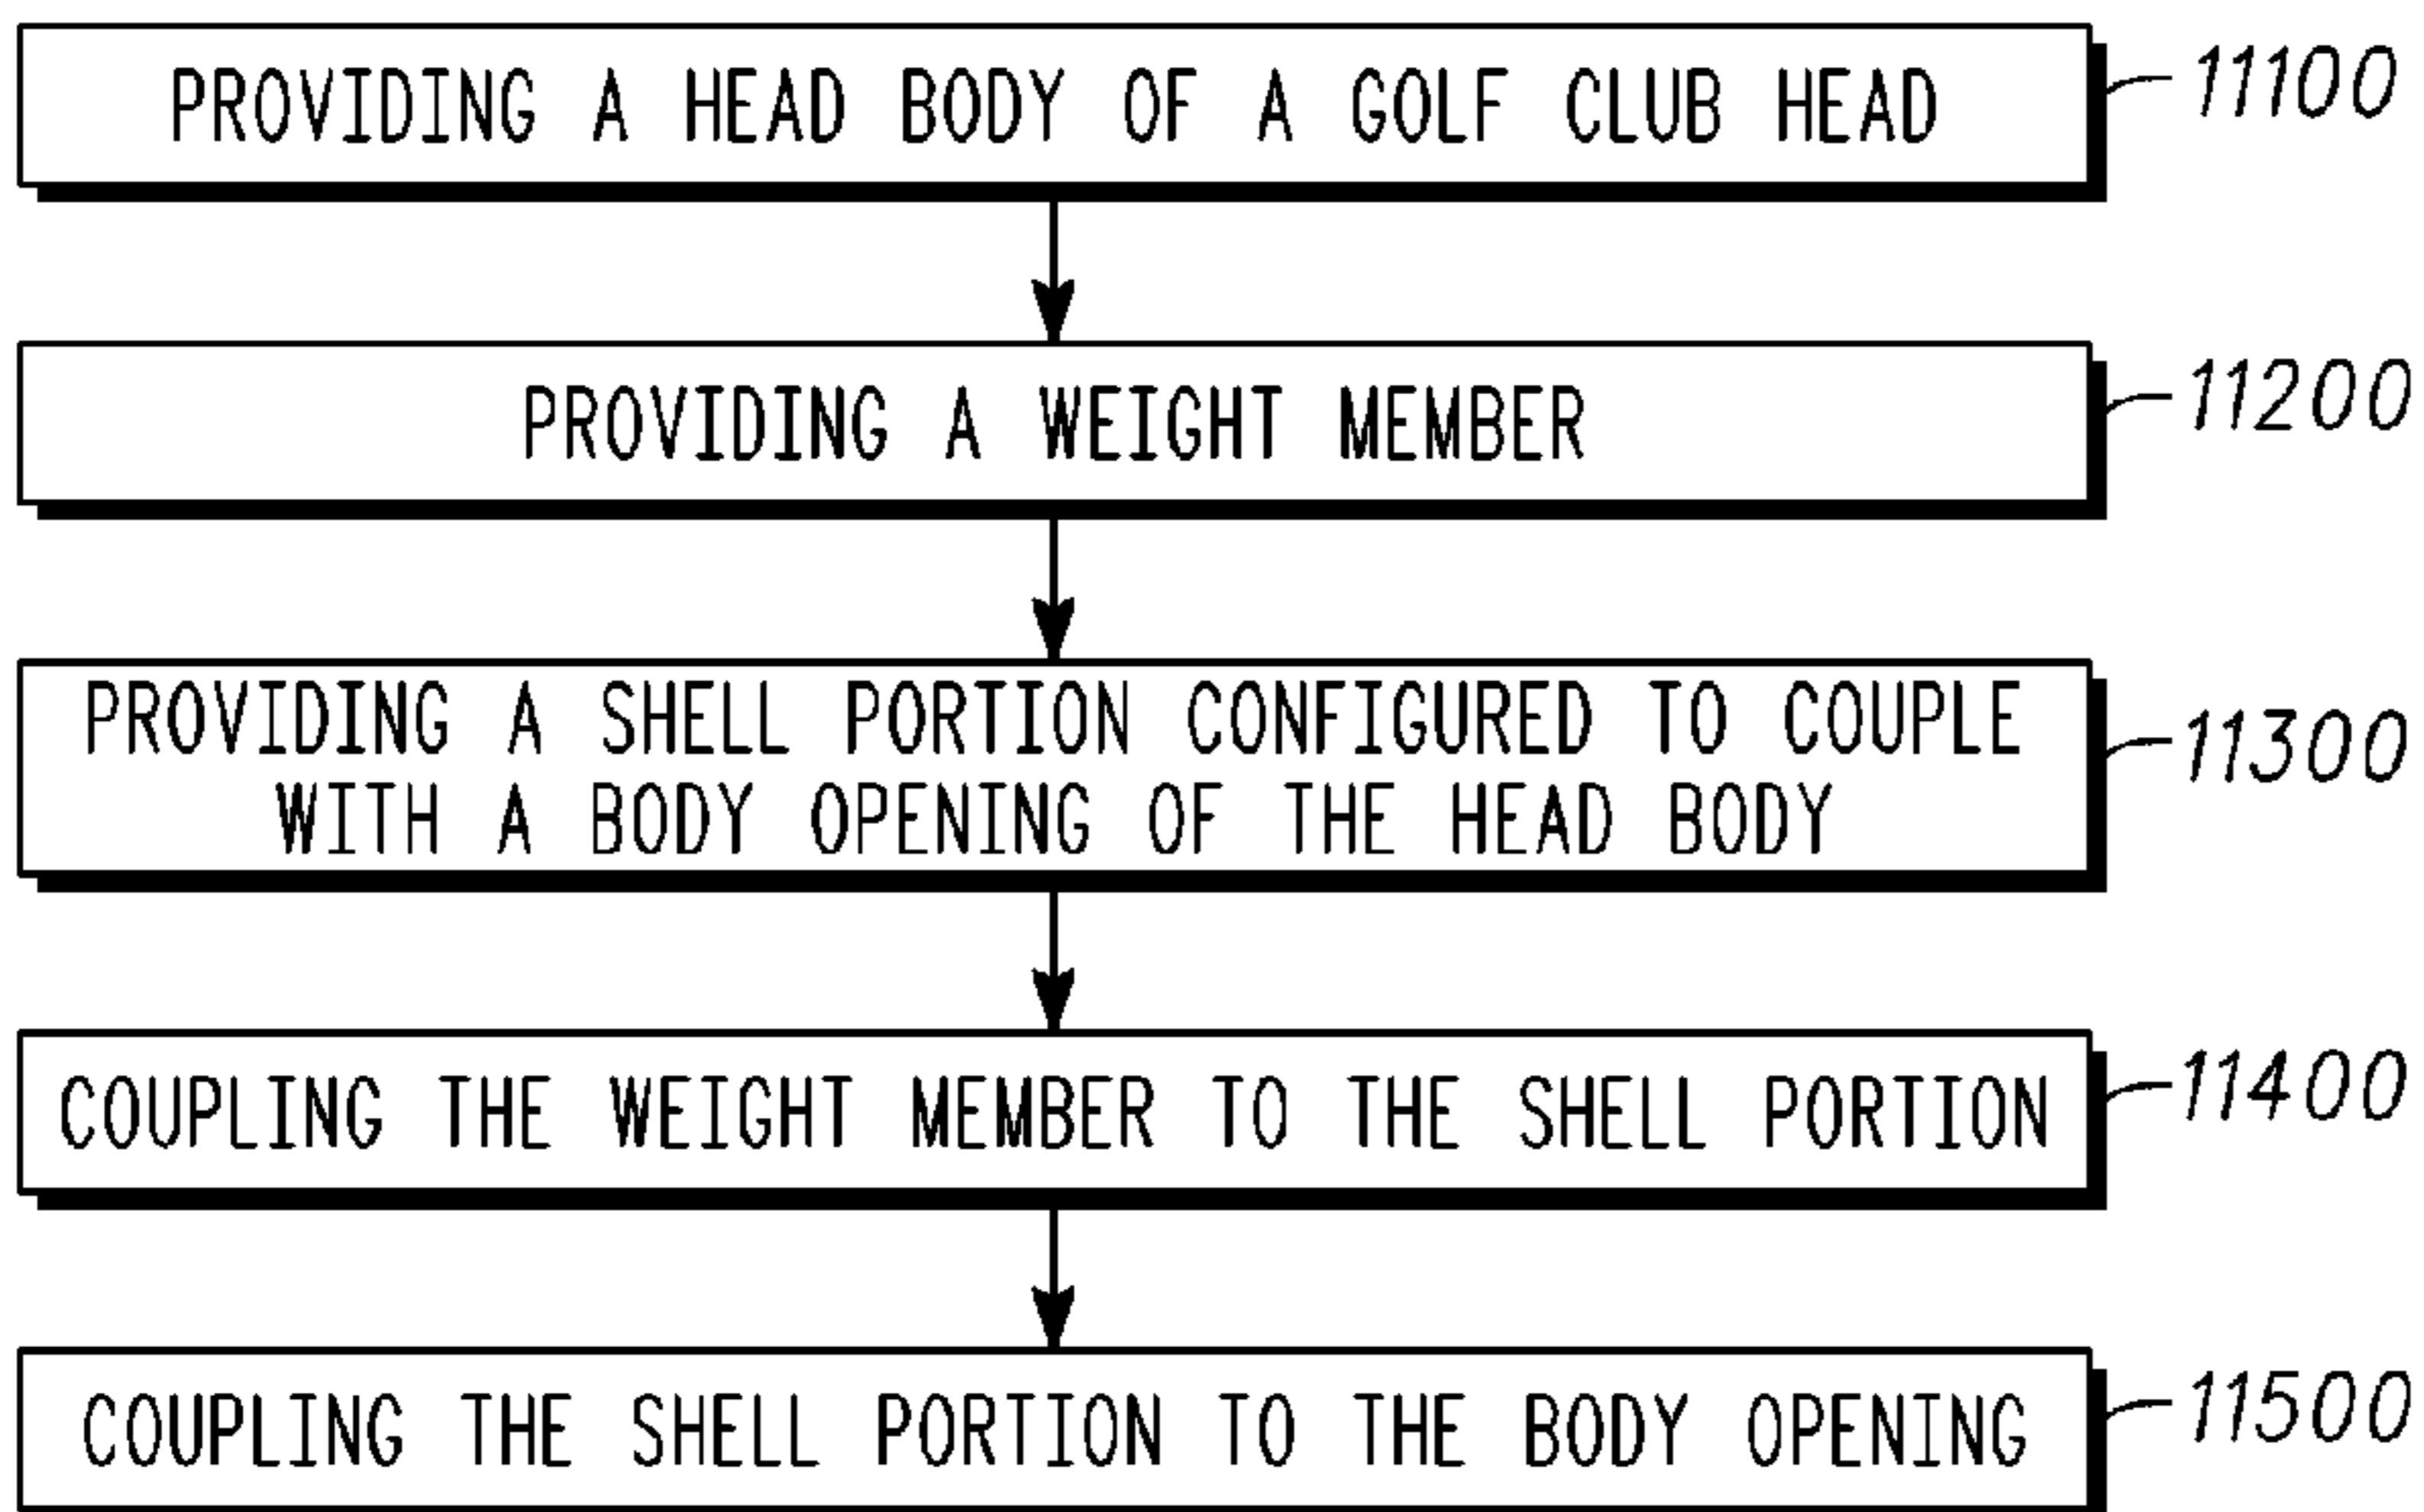 PROVIDING A HEAD BODY OF A GOLF CLUB HEAD
11100
PROVIDING A WEIGHT MEMBER
11200
PROVIDING A SHELL PORTION CONFIGURED TO COUPLE
WITH A BODY OPENING OF THE HEAD BODY
11300
COUPLING THE WEIGHT MEMBER TO THE SHELL PORTION
11400
COUPLING THE SHELL PORTION TO THE BODY OPENING
11500